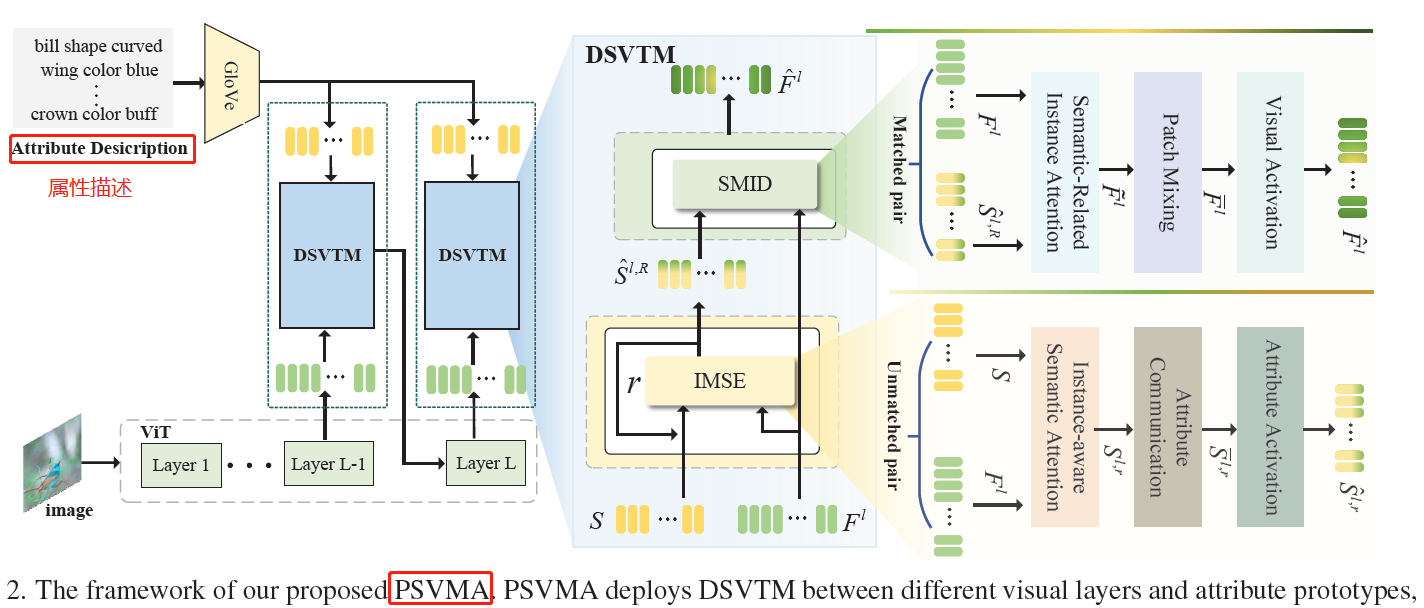 bill shape curved
wing color blue
⋮
crown color buff
Attribute Desicription
属性描述
GloVe
...
...
DSVTM
DSVTM
...
...
ViT
Layer 1
...
Layer L-1
Layer L
image
DSVTM
... F̂^l
SMID
Ŝ^{l,R} ...
r
IMSE
S ...
... F^l
Matched pair
...
F^l
...
Ŝ^{l,R}
Semantic-Related
Instance Attention
F̃^l
Patch Mixing
F̅^l
Visual Activation
...
F̂^l
Unmatched pair
...
S
...
F^l
Instance-aware
Semantic Attention
S^{l,r}
Attribute
Communication
S̅^{l,r}
Attribute Activation
...
Ŝ^{l,r}
2. The framework of our proposed PSVMA. PSVMA deploys DSVTM between different visual layers and attribute prototypes,